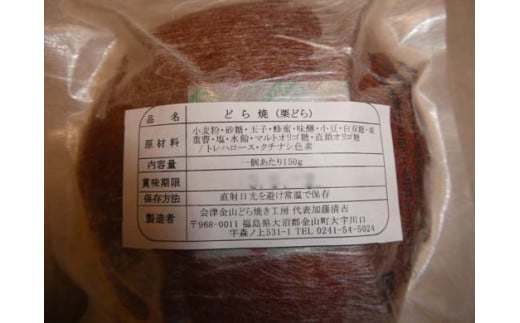 品名 どら焼（栗どら）
原材料 小麦粉・砂糖・玉子・蜂蜜・味醂・小豆・白双糖・栗
重曹・塩・水飴・マルトオリゴ糖・直鎖オリゴ糖
/トレハロース・クチナシ色素
内容量 一個あたり150g
賞味期限
保存方法 直射日光を避け常温で保存
製造者 会津金山どら焼き工房 代表加藤清吉
〒968-0011 福島県大沼郡金山町大字川口
字森ノ上531-1 TEL 0241-54-5024